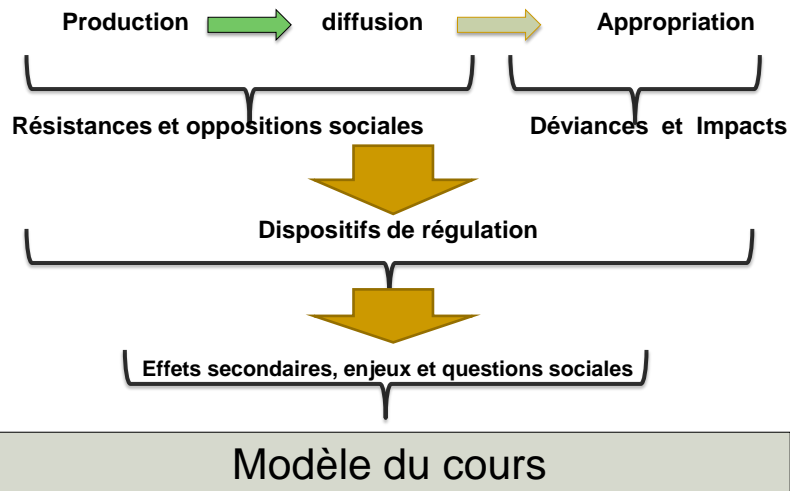 Production diffusion Appropriation
Résistances et oppositions sociales Déviances et Impacts
Dispositifs de régulation
Effets secondaires, enjeux et questions sociales
Modèle du cours